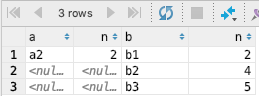 3 rows
a n b n
1 a2 2 b1 2
2 <nul... <nul... b2 4
3 <nul... <nul... b3 5